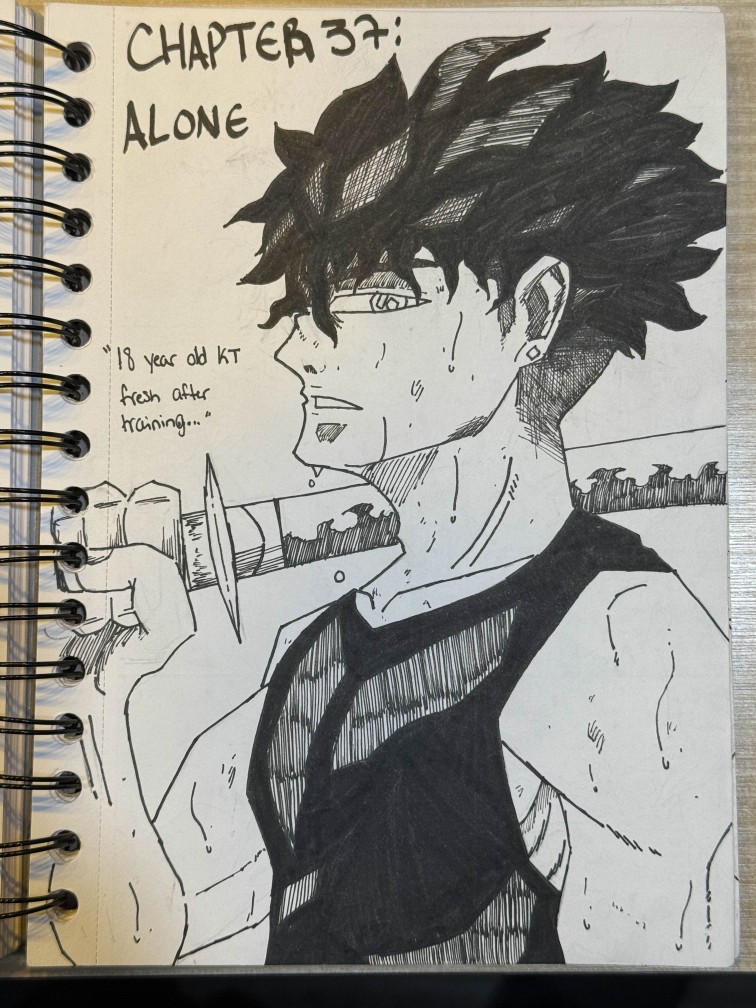 CHAPTER 37:
ALONE
"18 year old KT
fresh after
training..."